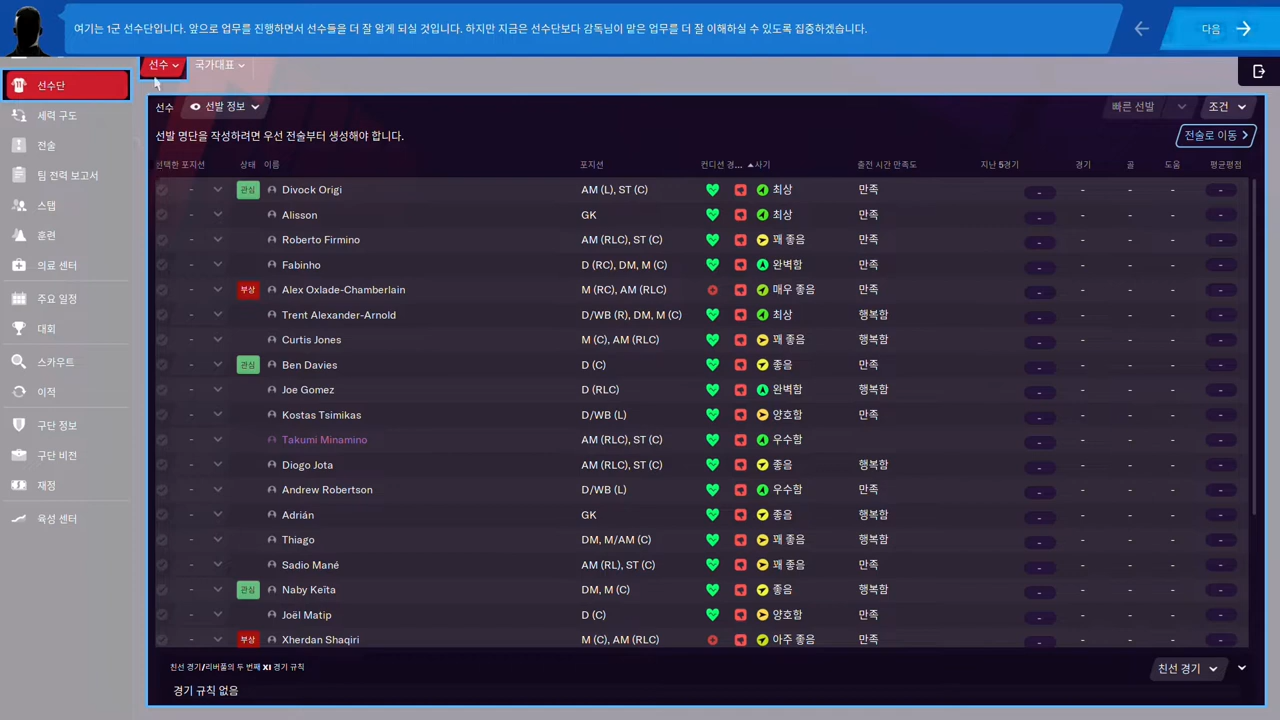 여기는 1군 선수단입니다. 앞으로 업무를 진행하면서 선수들을 더 잘 알게 되실 것입니다. 하지만 지금은 선수단보다 감독님이 맡은 업무를 더 잘 이해하실 수 있도록 집중하겠습니다.
다음
선수단
세력 구도
전술
팀 전력 보고서
스탭
훈련
의료 센터
주요 일정
대회
스카우트
이적
구단 정보
구단 비전
재정
육성 센터
선수 국가대표
선수 선발 정보 빠른 선발 조건
선발 명단을 작성하려면 우선 전술부터 생성해야 합니다. 전술로 이동
선택한 포지션 상태 이름 포지션 컨디션 경... 사기 출전 시간 만족도 지난 5경기 경기 골 도움 평균평점
- 관심 Divock Origi AM (L), ST (C) 최상 만족 - - - - -
- Alisson GK 최상 만족 - - - - -
- Roberto Firmino AM (RLC), ST (C) 꽤 좋음 만족 - - - - -
- Fabinho D (RC), DM, M (C) 완벽함 만족 - - - - -
- 부상 Alex Oxlade-Chamberlain M (RC), AM (RLC) 매우 좋음 만족 - - - - -
- Trent Alexander-Arnold D/WB (R), DM, M (C) 최상 행복함 - - - - -
- Curtis Jones M (C), AM (RLC) 꽤 좋음 행복함 - - - - -
- 관심 Ben Davies D (C) 좋음 만족 - - - - -
- Joe Gomez D (RLC) 완벽함 행복함 - - - - -
- Kostas Tsimikas D/WB (L) 양호함 만족 - - - - -
- Takumi Minamino AM (RLC), ST (C) 우수함 - - - - -
- Diogo Jota AM (RLC), ST (C) 좋음 행복함 - - - - -
- Andrew Robertson D/WB (L) 우수함 만족 - - - - -
- Adrián GK 좋음 행복함 - - - - -
- Thiago DM, M/AM (C) 꽤 좋음 행복함 - - - - -
- Sadio Mané AM (RL), ST (C) 꽤 좋음 만족 - - - - -
- 관심 Naby Keïta DM, M (C) 좋음 행복함 - - - - -
- Joël Matip D (C) 양호함 만족 - - - - -
- 부상 Xherdan Shaqiri M (C), AM (RLC) 아주 좋음 만족 - - - - -
친선 경기/리버풀의 두 번째 XI 경기 규칙 친선 경기
경기 규칙 없음